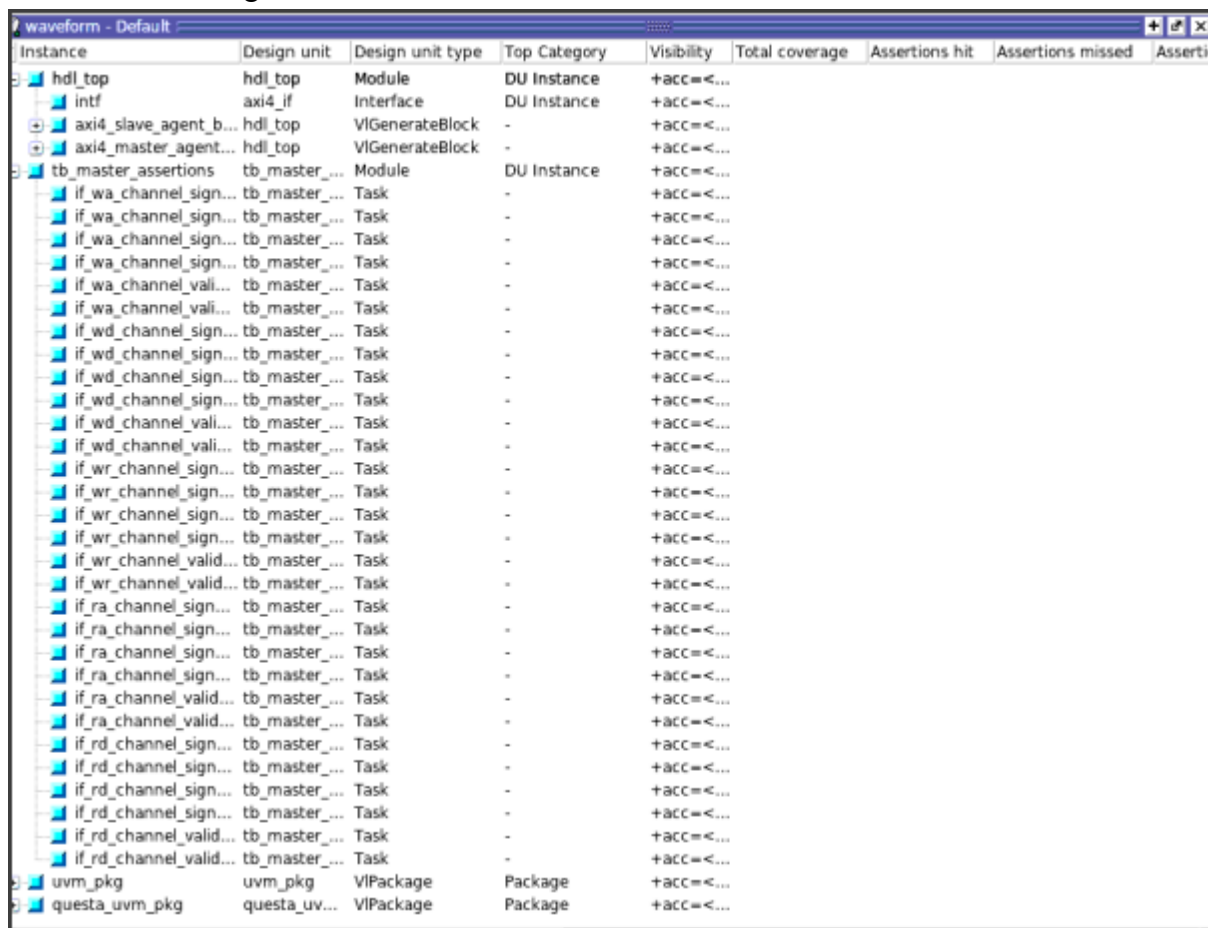 waveform - Default
Instance Design unit Design unit type Top Category Visibility Total coverage Assertions hit Assertions missed Asserti
hdl_top hdl_top Module DU Instance +acc=<...
intf axi4_if Interface DU Instance +acc=<...
axi4_slave_agent_b... hdl_top VlGenerateBlock - +acc=<...
axi4_master_agent... hdl_top VlGenerateBlock - +acc=<...
tb_master_assertions tb_master_... Module DU Instance +acc=<...
if_wa_channel_sign... tb_master_... Task - +acc=<...
if_wa_channel_sign... tb_master_... Task - +acc=<...
if_wa_channel_sign... tb_master_... Task - +acc=<...
if_wa_channel_sign... tb_master_... Task - +acc=<...
if_wa_channel_vali... tb_master_... Task - +acc=<...
if_wa_channel_vali... tb_master_... Task - +acc=<...
if_wd_channel_sign... tb_master_... Task - +acc=<...
if_wd_channel_sign... tb_master_... Task - +acc=<...
if_wd_channel_sign... tb_master_... Task - +acc=<...
if_wd_channel_sign... tb_master_... Task - +acc=<...
if_wd_channel_vali... tb_master_... Task - +acc=<...
if_wd_channel_vali... tb_master_... Task - +acc=<...
if_wr_channel_sign... tb_master_... Task - +acc=<...
if_wr_channel_sign... tb_master_... Task - +acc=<...
if_wr_channel_sign... tb_master_... Task - +acc=<...
if_wr_channel_sign... tb_master_... Task - +acc=<...
if_wr_channel_valid... tb_master_... Task - +acc=<...
if_wr_channel_valid... tb_master_... Task - +acc=<...
if_ra_channel_sign... tb_master_... Task - +acc=<...
if_ra_channel_sign... tb_master_... Task - +acc=<...
if_ra_channel_sign... tb_master_... Task - +acc=<...
if_ra_channel_sign... tb_master_... Task - +acc=<...
if_ra_channel_valid... tb_master_... Task - +acc=<...
if_ra_channel_valid... tb_master_... Task - +acc=<...
if_rd_channel_sign... tb_master_... Task - +acc=<...
if_rd_channel_sign... tb_master_... Task - +acc=<...
if_rd_channel_sign... tb_master_... Task - +acc=<...
if_rd_channel_sign... tb_master_... Task - +acc=<...
if_rd_channel_valid... tb_master_... Task - +acc=<...
if_rd_channel_valid... tb_master_... Task - +acc=<...
uvm_pkg uvm_pkg VlPackage Package +acc=<...
questa_uvm_pkg questa_uv... VlPackage Package +acc=<...